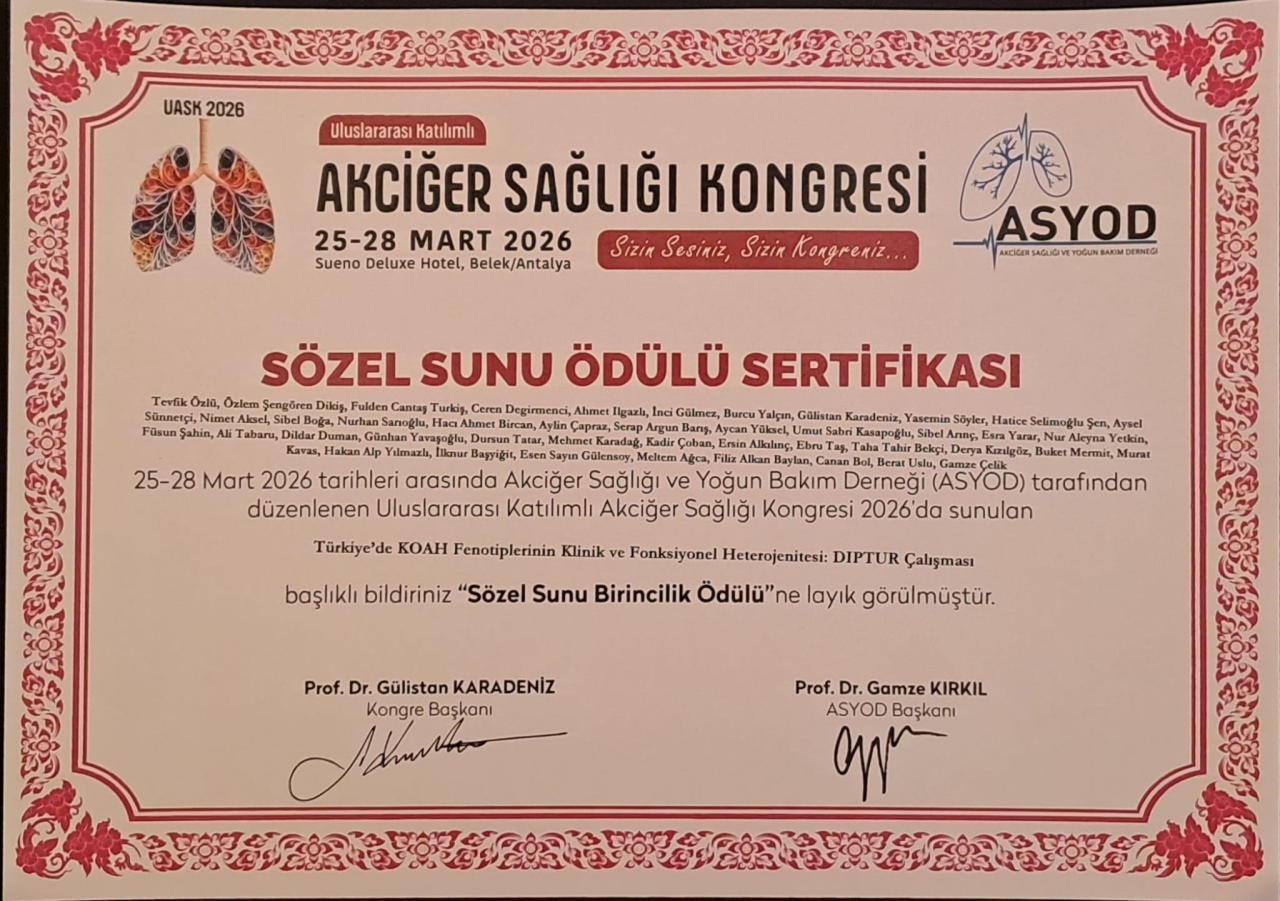 UASK 2026
Uluslararası Katılımlı
AKCİĞER SAĞLIĞI KONGRESİ
25-28 MART 2026
Sueno Deluxe Hotel, Belek/Antalya
Sizin Sesiniz, Sizin Kongreniz...
ASYOD
AKCİĞER SAĞLIĞI VE YOĞUN BAKIM DERNEĞİ
SÖZEL SUNU ÖDÜLÜ SERTİFİKASI
Tevfik Özlü, Özlem Şengören Dikiş, Fulden Cantaş Turkiş, Ceren Degirmenci, Ahmet Ilgazlı, İnci Gülmez, Burcu Yalçın, Gülistan Karadeniz, Yasemin Söyler, Hatice Selimoğlu Şen, Aysel
Sünnetçi, Nimet Aksel, Sibel Boğa, Nurhan Sarıoğlu, Hacı Ahmet Bircan, Aylin Çapraz, Serap Argun Barış, Aycan Yüksel, Umut Sabri Kasapoğlu, Sibel Arınç, Esra Yarar, Nur Aleyna Yetkin,
Füsun Şahin, Ali Tabaru, Dildar Duman, Günhan Yavaşoğlu, Dursun Tatar, Mehmet Karadağ, Kadir Çoban, Ersin Alkılınç, Ebru Taş, Taha Tahir Bekçi, Derya Kızılgöz, Buket Mermit, Murat
Kavas, Hakan Alp Yılmazlı, İlknur Başyiğit, Esen Sayın Gülensoy, Meltem Ağca, Filiz Alkan Baylan, Canan Bol, Berat Uslu, Gamze Çelik
25-28 Mart 2026 tarihleri arasında Akciğer Sağlığı ve Yoğun Bakım Derneği (ASYOD) tarafından
düzenlenen Uluslararası Katılımlı Akciğer Sağlığı Kongresi 2026'da sunulan
Türkiye'de KOAH Fenotiplerinin Klinik ve Fonksiyonel Heterojenitesi: DIPTUR Çalışması
başlıklı bildiriniz “Sözel Sunu Birincilik Ödülü”ne layık görülmüştür.
Prof. Dr. Gülistan KARADENİZ
Kongre Başkanı
Prof. Dr. Gamze KIRKIL
ASYOD Başkanı